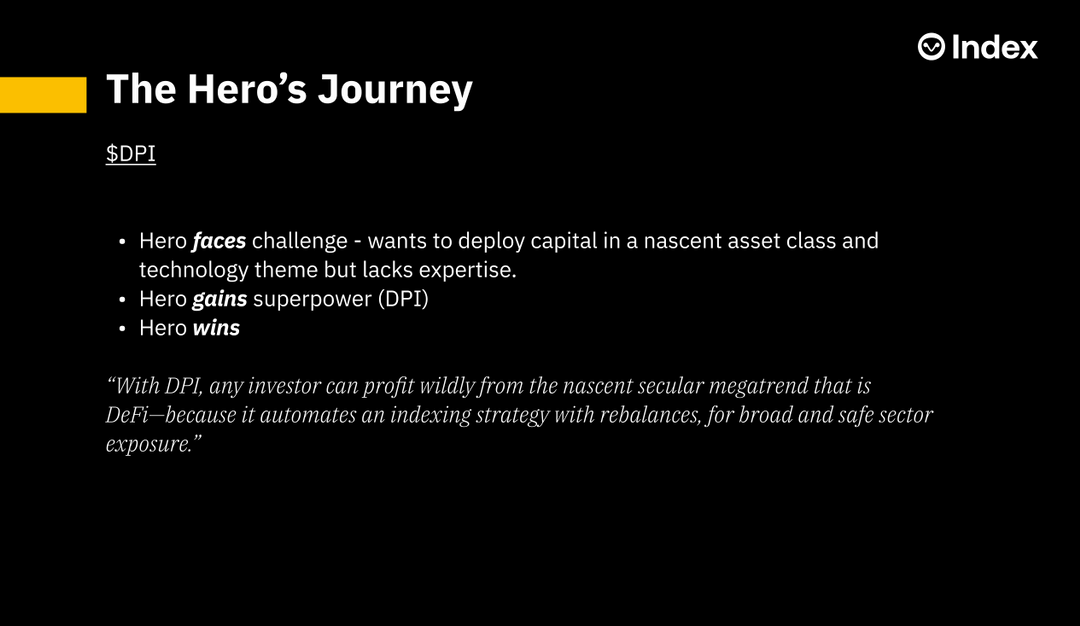 Index
The Hero’s Journey
$DPI
• Hero faces challenge - wants to deploy capital in a nascent asset class and
technology theme but lacks expertise.
• Hero gains superpower (DPI)
• Hero wins
“With DPI, any investor can profit wildly from the nascent secular megatrend that is
DeFi—because it automates an indexing strategy with rebalances, for broad and safe sector
exposure.”